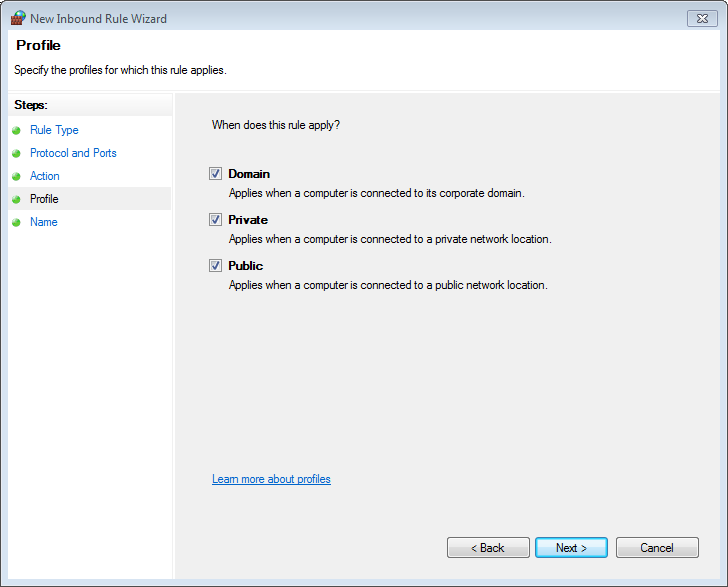 New Inbound Rule Wizard
Profile
Specify the profiles for which this rule applies.
Steps:
Rule Type
Protocol and Ports
Action
Profile
Name
When does this rule apply?
Domain
Applies when a computer is connected to its corporate domain.
Private
Applies when a computer is connected to a private network location.
Public
Applies when a computer is connected to a public network location.
Learn more about profiles
< Back
Next >
Cancel